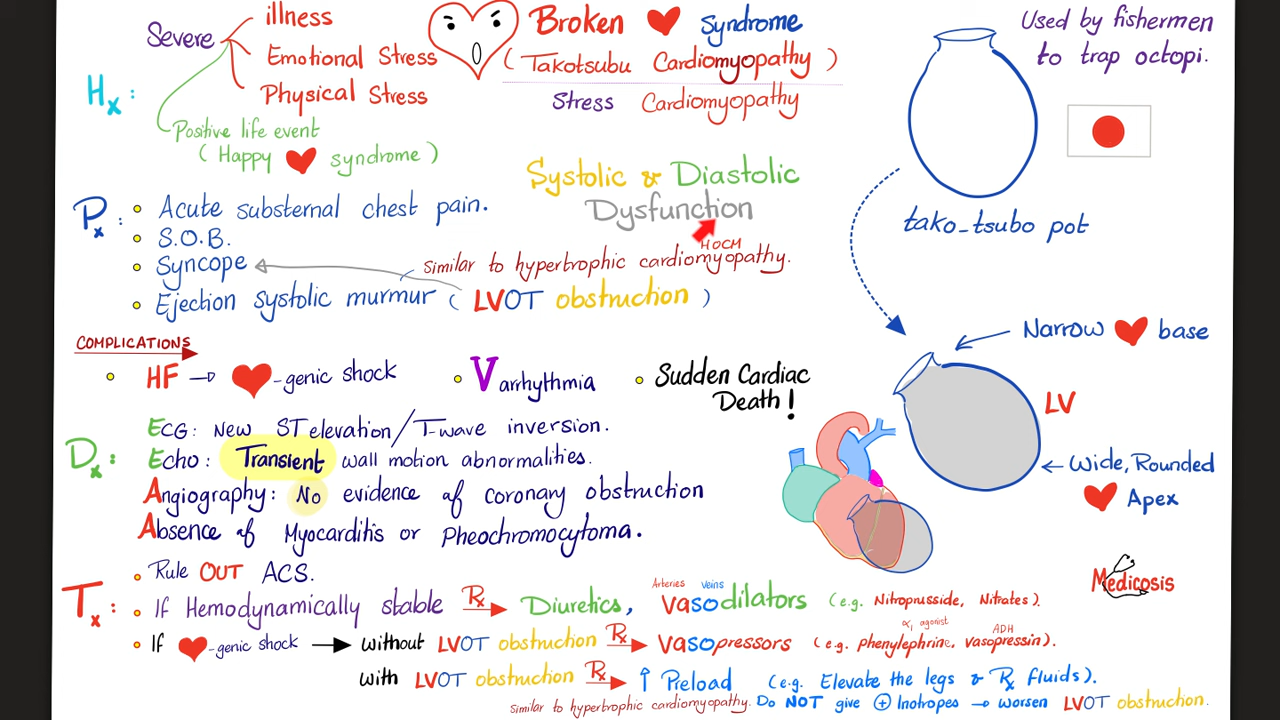 Broken Syndrome
(Takotsubu Cardiomyopathy)
Stress Cardiomyopathy
Hx:
Severe
illness
Emotional Stress
Physical Stress
Positive life event
(Happy syndrome)
Used by fishermen
to trap octopi.
tako-tsubo pot
Systolic & Diastolic
Dysfunction
Px:
Acute substernal chest pain.
S.O.B.
Syncope
similar to hypertrophic cardiomyopathy.
HOCM
Ejection systolic murmur (LVOT obstruction)
Narrow base
LV
Wide, Rounded
Apex
COMPLICATIONS
HF → -genic shock
V arrhythmia
Sudden Cardiac
Death!
Dx:
ECG: New ST elevation/T-wave inversion.
Echo: Transient wall motion abnormalities.
Angiography: No evidence of coronary obstruction
Absence of Myocarditis or Pheochromocytoma.
Medicosis
Tx:
Rule OUT ACS.
Arteries Veins
If Hemodynamically stable Rx → Diuretics, vasodilators (e.g. Nitroprusside, Nitrates).
α1 agonist ADH
If -genic shock → without LVOT obstruction Rx → Vasopressors (e.g. phenylephrine, vasopressin).
with LVOT obstruction Rx → ↑ Preload (e.g. Elevate the legs & Rx fluids).
Similar to hypertrophic cardiomyopathy. Do NOT give ⊕ Inotropes → worsen LVOT obstruction.